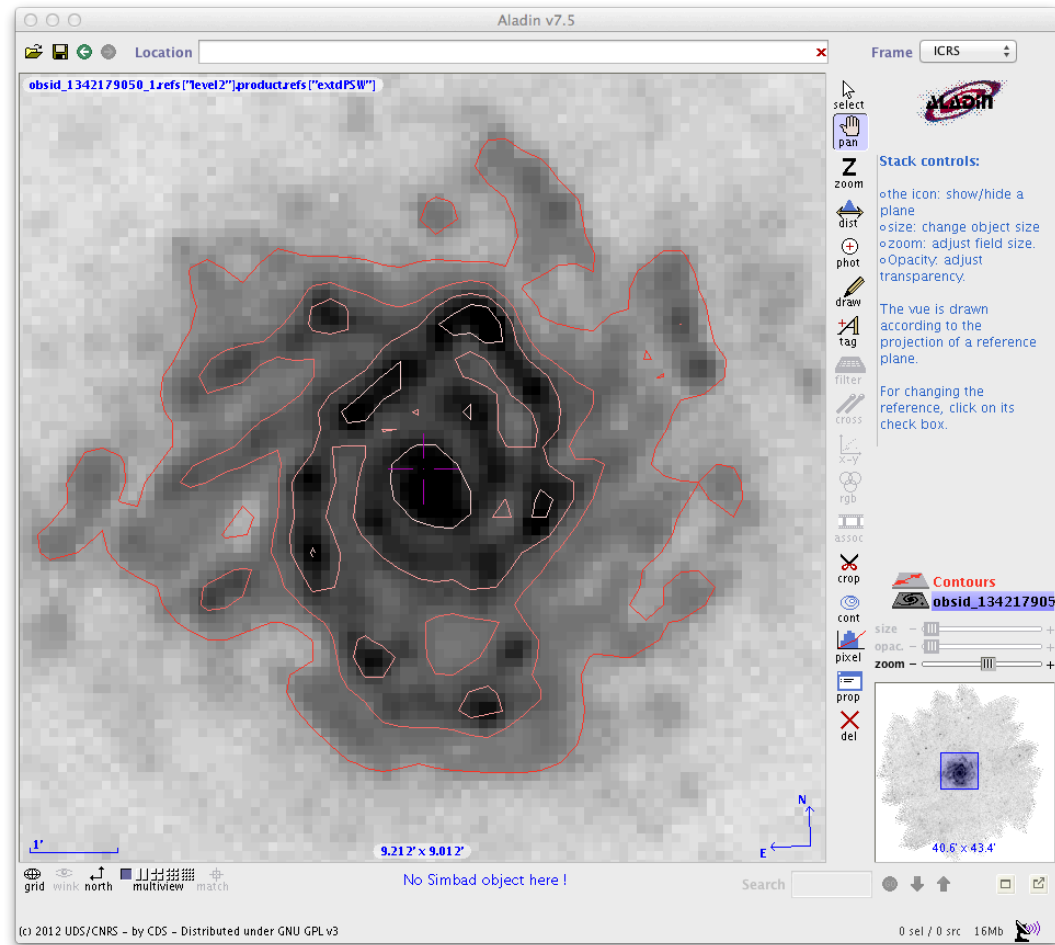 Aladin v7.5
Location
x
Frame
ICRS
obsid_1342179050_1.refs["level2"].product.refs["extdPSW"]
select
pan
Z
zoom
dist
phot
draw
+A
tag
filter
cross
x-y
rgb
assoc
crop
cont
pixel
prop
del
ALADIN
Stack controls:
the icon: show/hide a
plane
size: change object size
zoom: adjust field size.
Opacity: adjust
transparency.
The vue is drawn
according to the
projection of a reference
plane.
For changing the
reference, click on its
check box.
Contours
obsid_134217905
size - +
opac. - +
zoom - +
40.6' x 43.4'
N
E
1'
9.212' x 9.012'
grid
wink
north
multiview
match
No Simbad object here !
Search
(c) 2012 UDS/CNRS - by CDS - Distributed under GNU GPL v3
0 sel / 0 src 16Mb